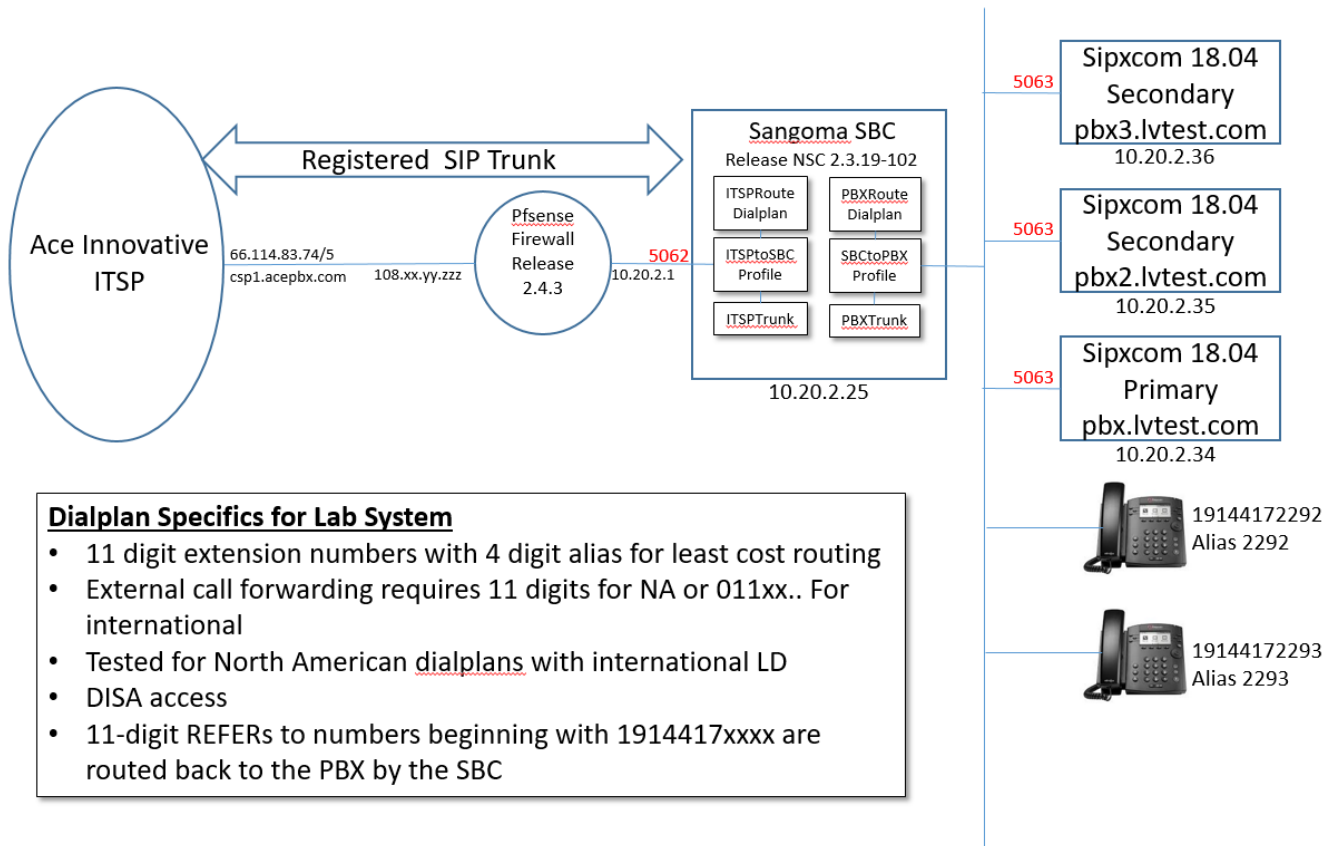 Ace Innovative
ITSP
Registered  SIP Trunk
66.114.83.74/5
csp1.acepbx.com
108.xx.yy.zzz
Pfsense
Firewall
Release
2.4.3
5062
10.20.2.1
Sangoma SBC
Release NSC 2.3.19-102
ITSPRoute
Dialplan
PBXRoute
Dialplan
ITSPtoSBC
Profile
SBCtoPBX
Profile
ITSPTrunk
PBXTrunk
10.20.2.25
5063
Sipxcom 18.04
Secondary
pbx3.lvtest.com
10.20.2.36
5063
Sipxcom 18.04
Secondary
pbx2.lvtest.com
10.20.2.35
5063
Sipxcom 18.04
Primary
pbx.lvtest.com
10.20.2.34
19144172292
Alias 2292
19144172293
Alias 2293
Dialplan Specifics for Lab System
• 11 digit extension numbers with 4 digit alias for least cost routing
• External call forwarding requires 11 digits for NA or 011xx.. For
international
• Tested for North American dialplans with international LD
• DISA access
• 11-digit REFERs to numbers beginning with 1914417xxxx are
routed back to the PBX by the SBC